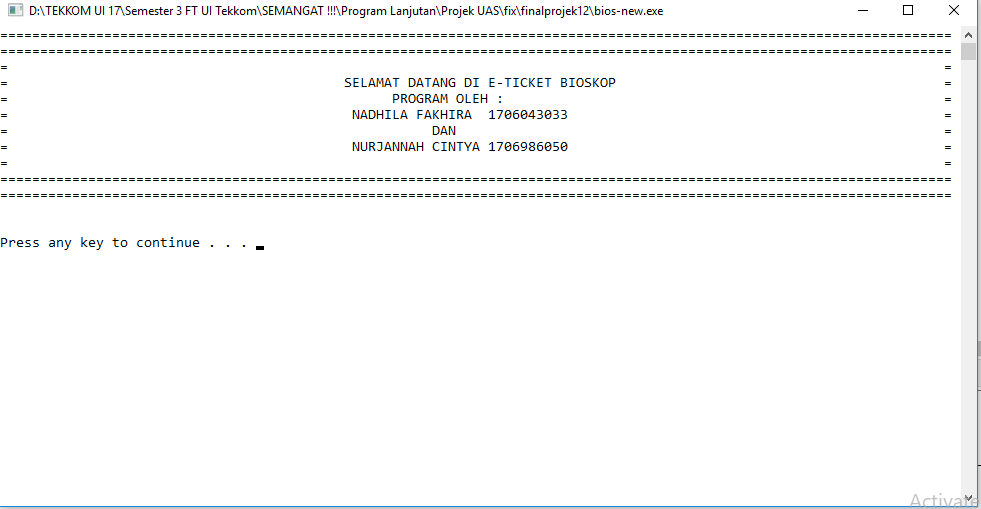 D:\TEKKOM UI 17\Semester 3 FT UI Tekkom\SEMANGAT !!!\Program Lanjutan\Projek UAS\fix\finalprojek12\bios-new.exe
=======================================================================================================================
=======================================================================================================================
= =
= SELAMAT DATANG DI E-TICKET BIOSKOP =
= PROGRAM OLEH : =
= NADHILA FAKHIRA 1706043033 =
= DAN =
= NURJANNAH CINTYA 1706986050 =
= =
=======================================================================================================================
=======================================================================================================================
Press any key to continue . . .
Activate